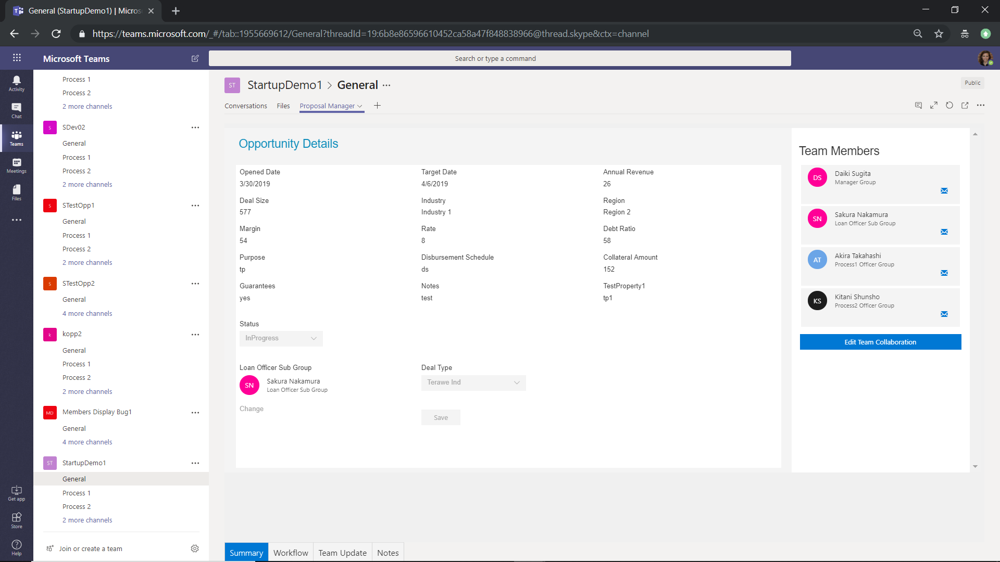 General (StartupDemo1) | Micros
https://teams.microsoft.com/_#/tab::1955669612/General?threadId=19:6b8e86596610452ca58a47f848838966@thread.skype&ctx=channel
Microsoft Teams
Search or type a command
Activity
Chat
Teams
Meetings
Files
Get app
Store
Help
Process 1
Process 2
2 more channels
S
SDev02
General
Process 1
Process 2
2 more channels
S
STestOpp1
General
Process 1
Process 2
2 more channels
S
STestOpp2
General
4 more channels
k
kopp2
General
Process 1
Process 2
2 more channels
MD
Members Display Bug1
General
4 more channels
ST
StartupDemo1
General
Process 1
Process 2
2 more channels
Join or create a team
ST
StartupDemo1 > General
Public
Conversations Files Proposal Manager
Opportunity Details
Opened Date Target Date Annual Revenue
3/30/2019 4/6/2019 26
Deal Size Industry Region
577 Industry 1 Region 2
Margin Rate Debt Ratio
54 8 58
Purpose Disbursement Schedule Collateral Amount
tp ds 152
Guarantees Notes TestProperty1
yes test tp1
Status
InProgress
Loan Officer Sub Group Deal Type
SN
Sakura Nakamura
Loan Officer Sub Group
Terawe Ind
Change
Save
Team Members
DS
Daiki Sugita
Manager Group
SN
Sakura Nakamura
Loan Officer Sub Group
AT
Akira Takahashi
Process1 Officer Group
KS
Kitani Shunsho
Process2 Officer Group
Edit Team Collaboration
Summary Workflow Team Update Notes